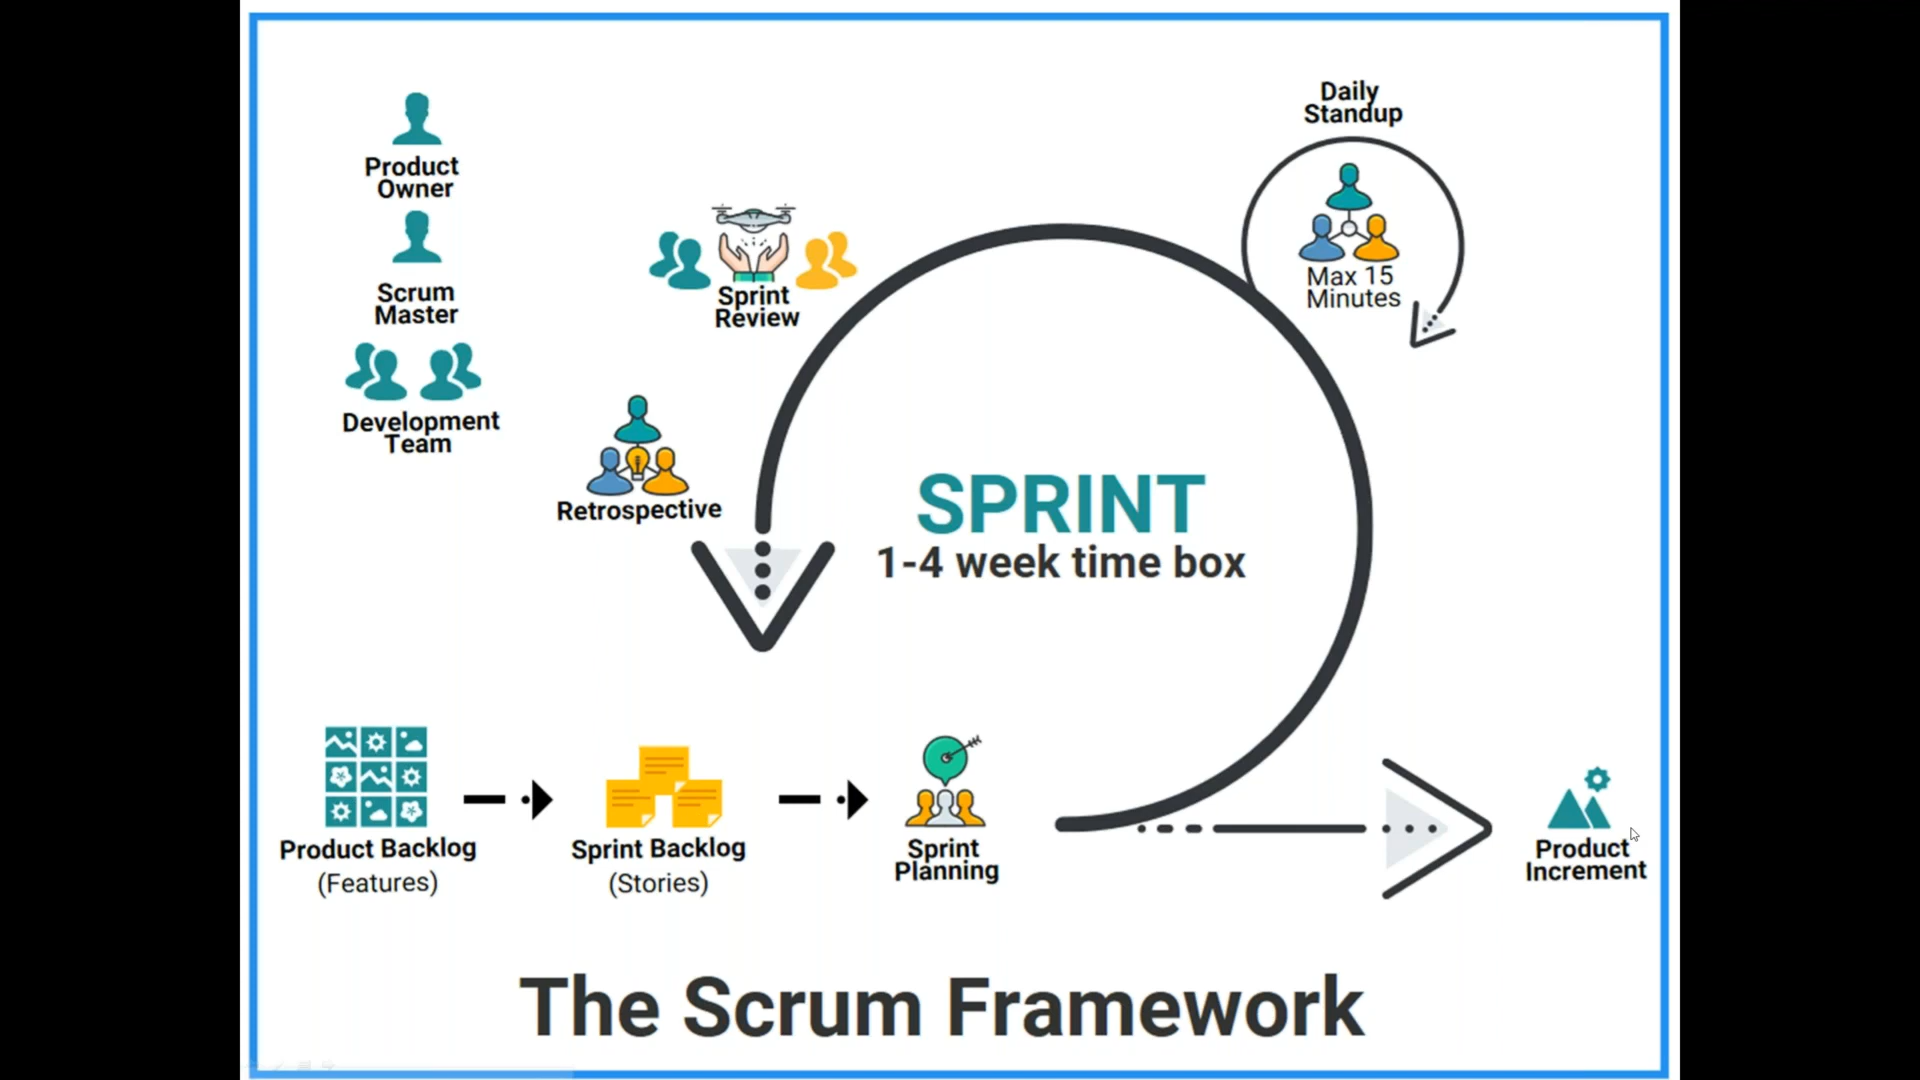 Product
Owner
Scrum
Master
Development
Team
Sprint
Review
Retrospective
Daily
Standup
Max 15
Minutes
SPRINT
1-4 week time box
Product Backlog
(Features)
Sprint Backlog
(Stories)
Sprint
Planning
Product
Increment
The Scrum Framework